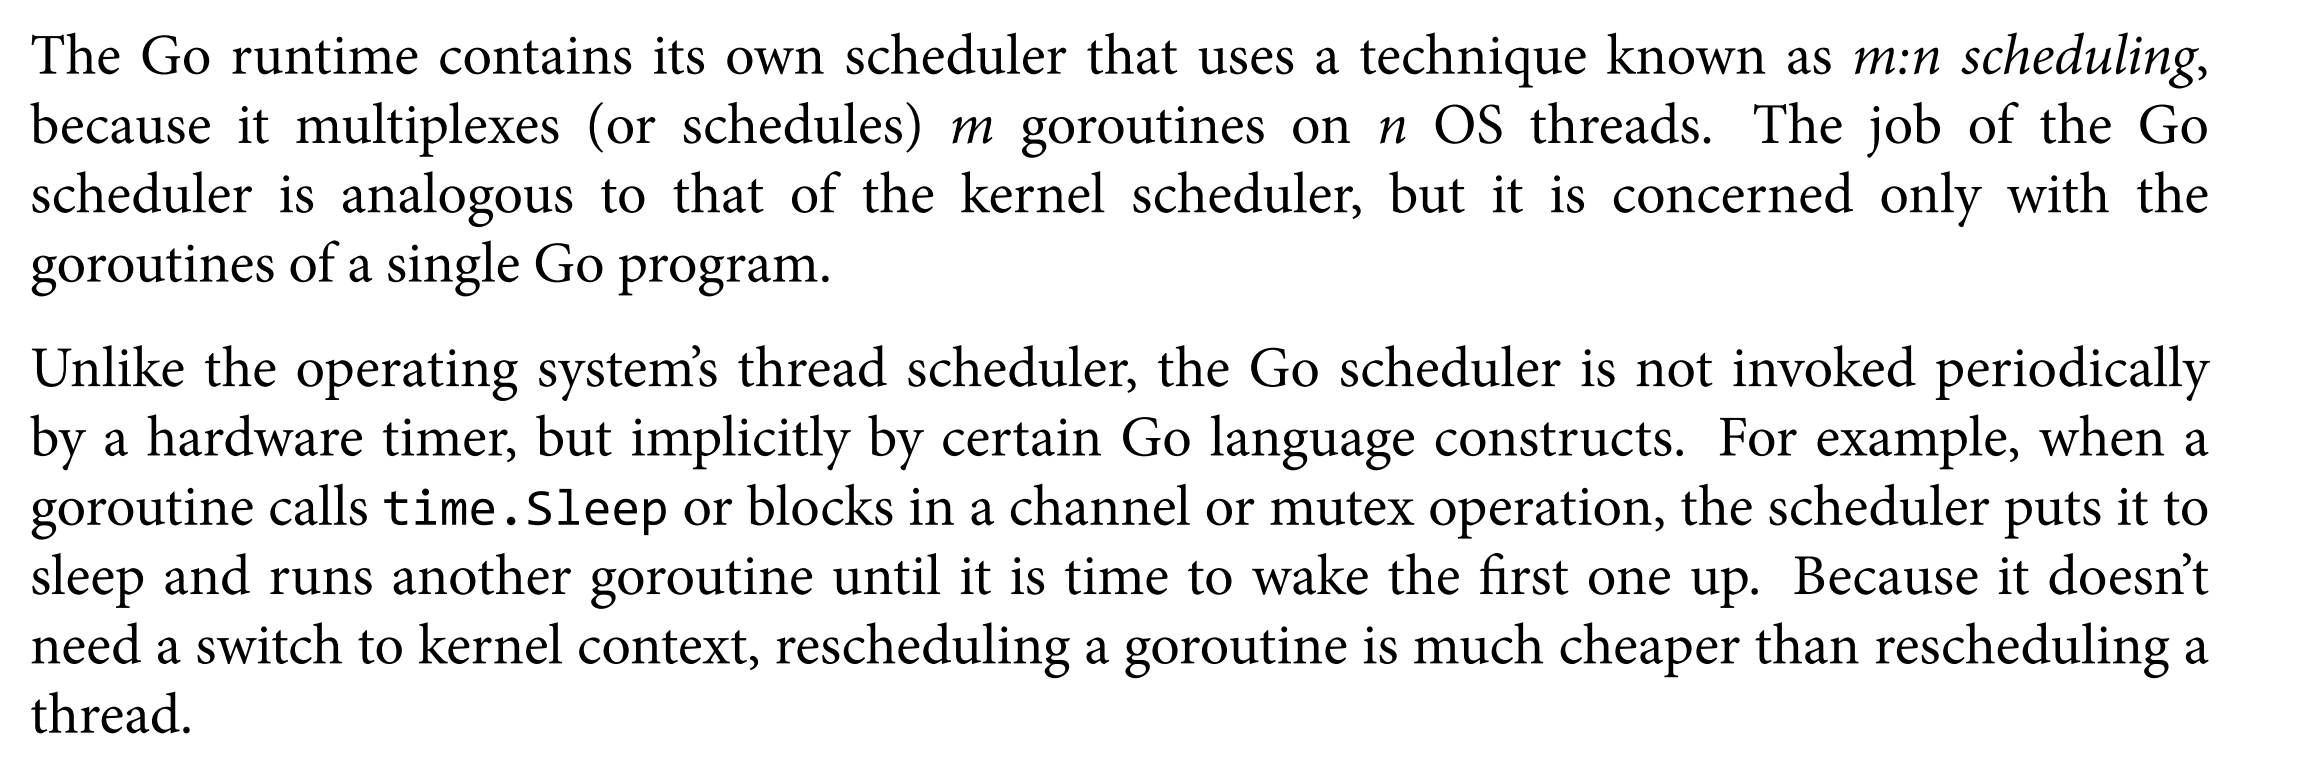 The Go runtime contains its own scheduler that uses a technique known as m:n scheduling,
because it multiplexes (or schedules) m goroutines on n OS threads. The job of the Go
scheduler is analogous to that of the kernel scheduler, but it is concerned only with the
goroutines of a single Go program.
Unlike the operating system’s thread scheduler, the Go scheduler is not invoked periodically
by a hardware timer, but implicitly by certain Go language constructs. For example, when a
goroutine calls time.Sleep or blocks in a channel or mutex operation, the scheduler puts it to
sleep and runs another goroutine until it is time to wake the first one up. Because it doesn’t
need a switch to kernel context, rescheduling a goroutine is much cheaper than rescheduling a
thread.